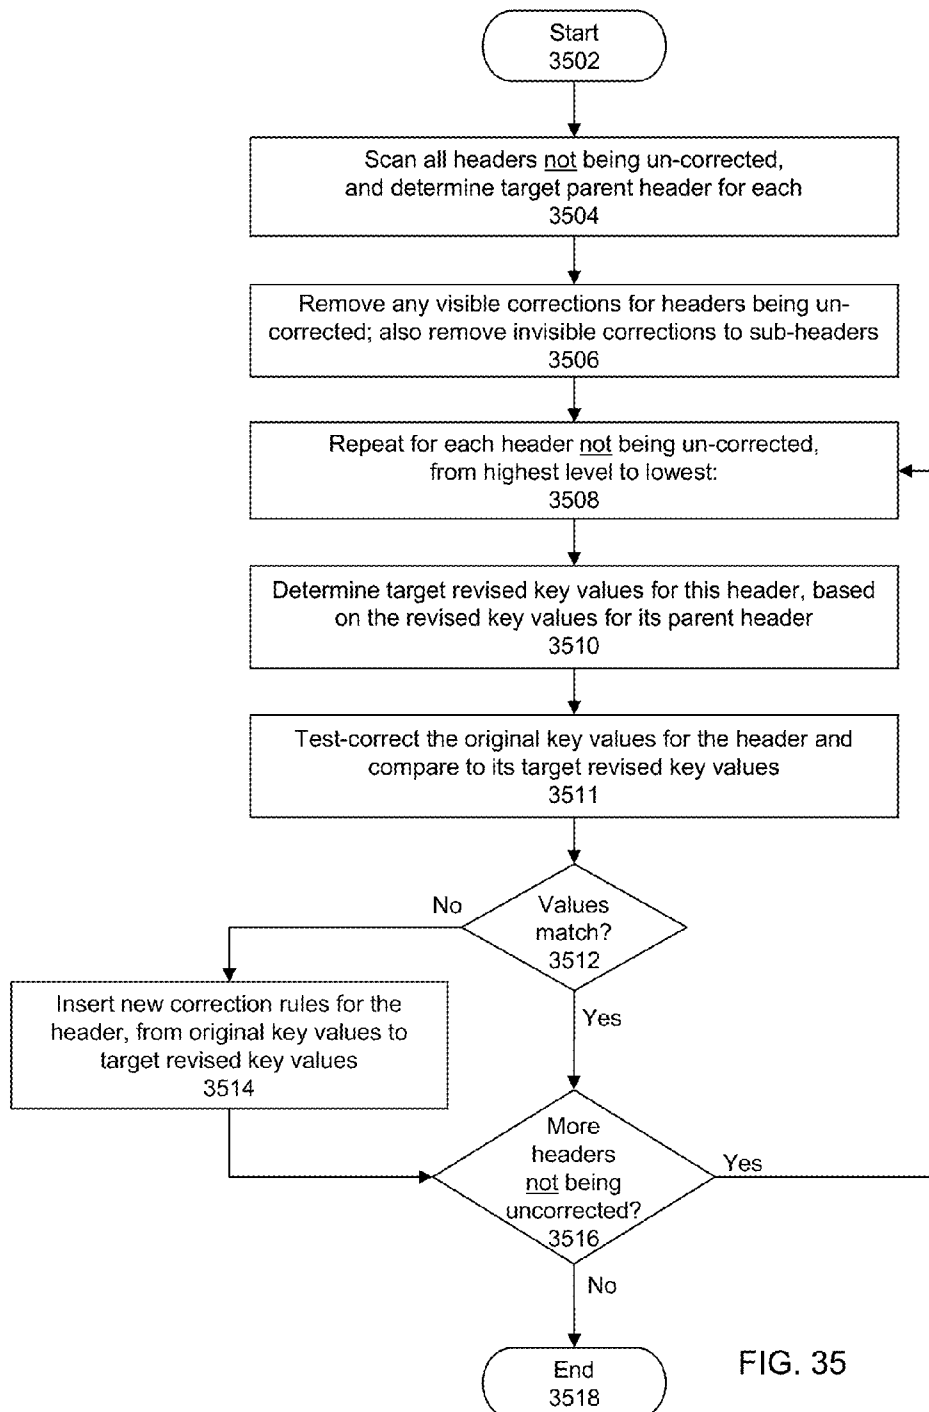 Start
3502
Scan all headers not being un-corrected,
and determine target parent header for each
3504
Remove any visible corrections for headers being un-
corrected; also remove invisible corrections to sub-headers
3506
Repeat for each header not being un-corrected,
from highest level to lowest:
3508
Determine target revised key values for this header, based
on the revised key values for its parent header
3510
Test-correct the original key values for the header and
compare to its target revised key values
3511
Values
match?
3512
No
Yes
Insert new correction rules for the
header, from original key values to
target revised key values
3514
More
headers
not being
uncorrected?
3516
Yes
No
End
3518
FIG. 35